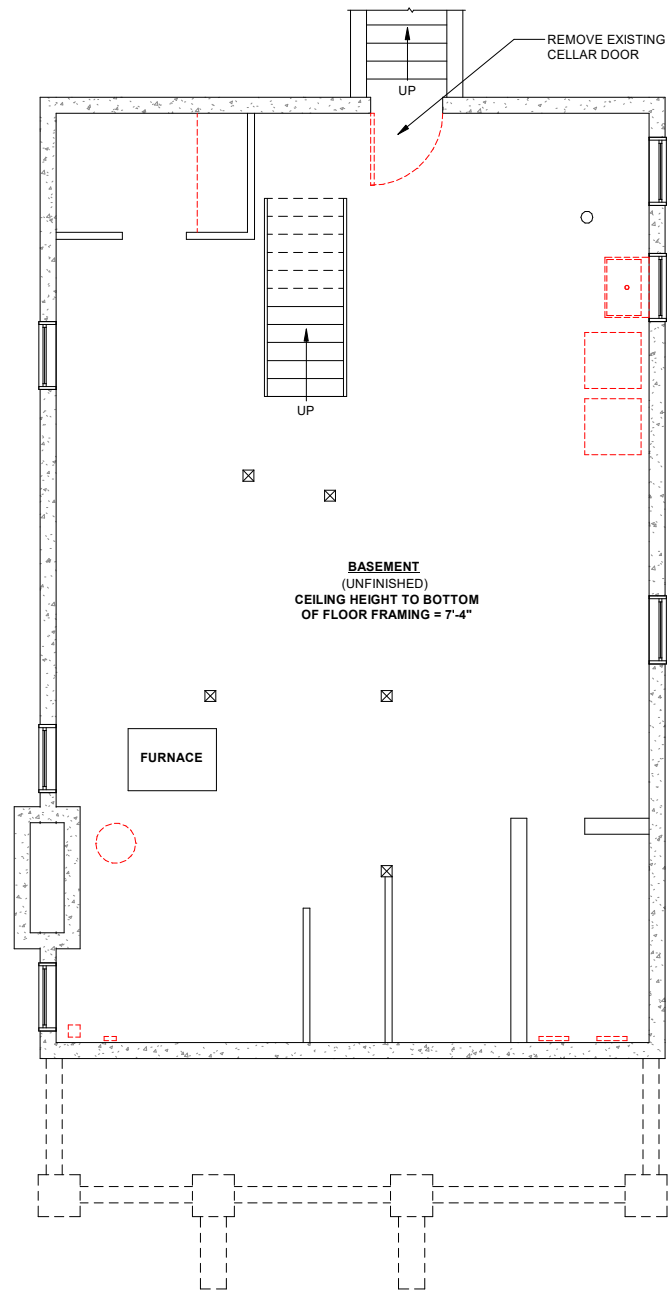 REMOVE EXISTING
CELLAR DOOR
UP
UP
BASEMENT
(UNFINISHED)
CEILING HEIGHT TO BOTTOM
OF FLOOR FRAMING = 7'-4"
FURNACE